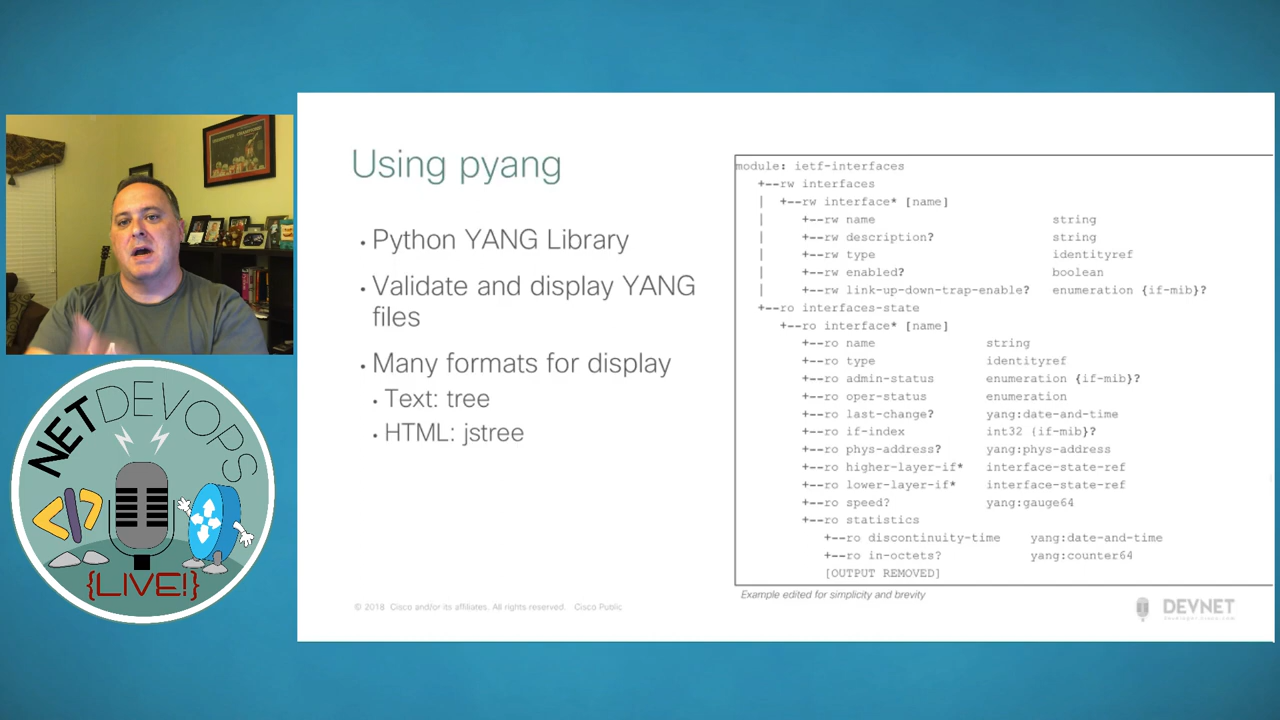 Using pyang
• Python YANG Library
• Validate and display YANG
files
• Many formats for display
• Text: tree
• HTML: jstree
module: ietf-interfaces
+--rw interfaces
|  +--rw interface* [name]
|     +--rw name                        string
|     +--rw description?                string
|     +--rw type                        identityref
|     +--rw enabled?                    boolean
|     +--rw link-up-down-trap-enable?   enumeration {if-mib}?
+--ro interfaces-state
+--ro interface* [name]
+--ro name               string
+--ro type               identityref
+--ro admin-status       enumeration {if-mib}?
+--ro oper-status        enumeration
+--ro last-change?       yang:date-and-time
+--ro if-index           int32 {if-mib}?
+--ro phys-address?      yang:phys-address
+--ro higher-layer-if*   interface-state-ref
+--ro lower-layer-if*    interface-state-ref
+--ro speed?             yang:gauge64
+--ro statistics
+--ro discontinuity-time    yang:date-and-time
+--ro in-octets?            yang:counter64
[OUTPUT REMOVED]
Example edited for simplicity and brevity
© 2018 Cisco and/or its affiliates. All rights reserved. Cisco Public
DEVNET
NETDEVOPS
</>
{LIVE!}